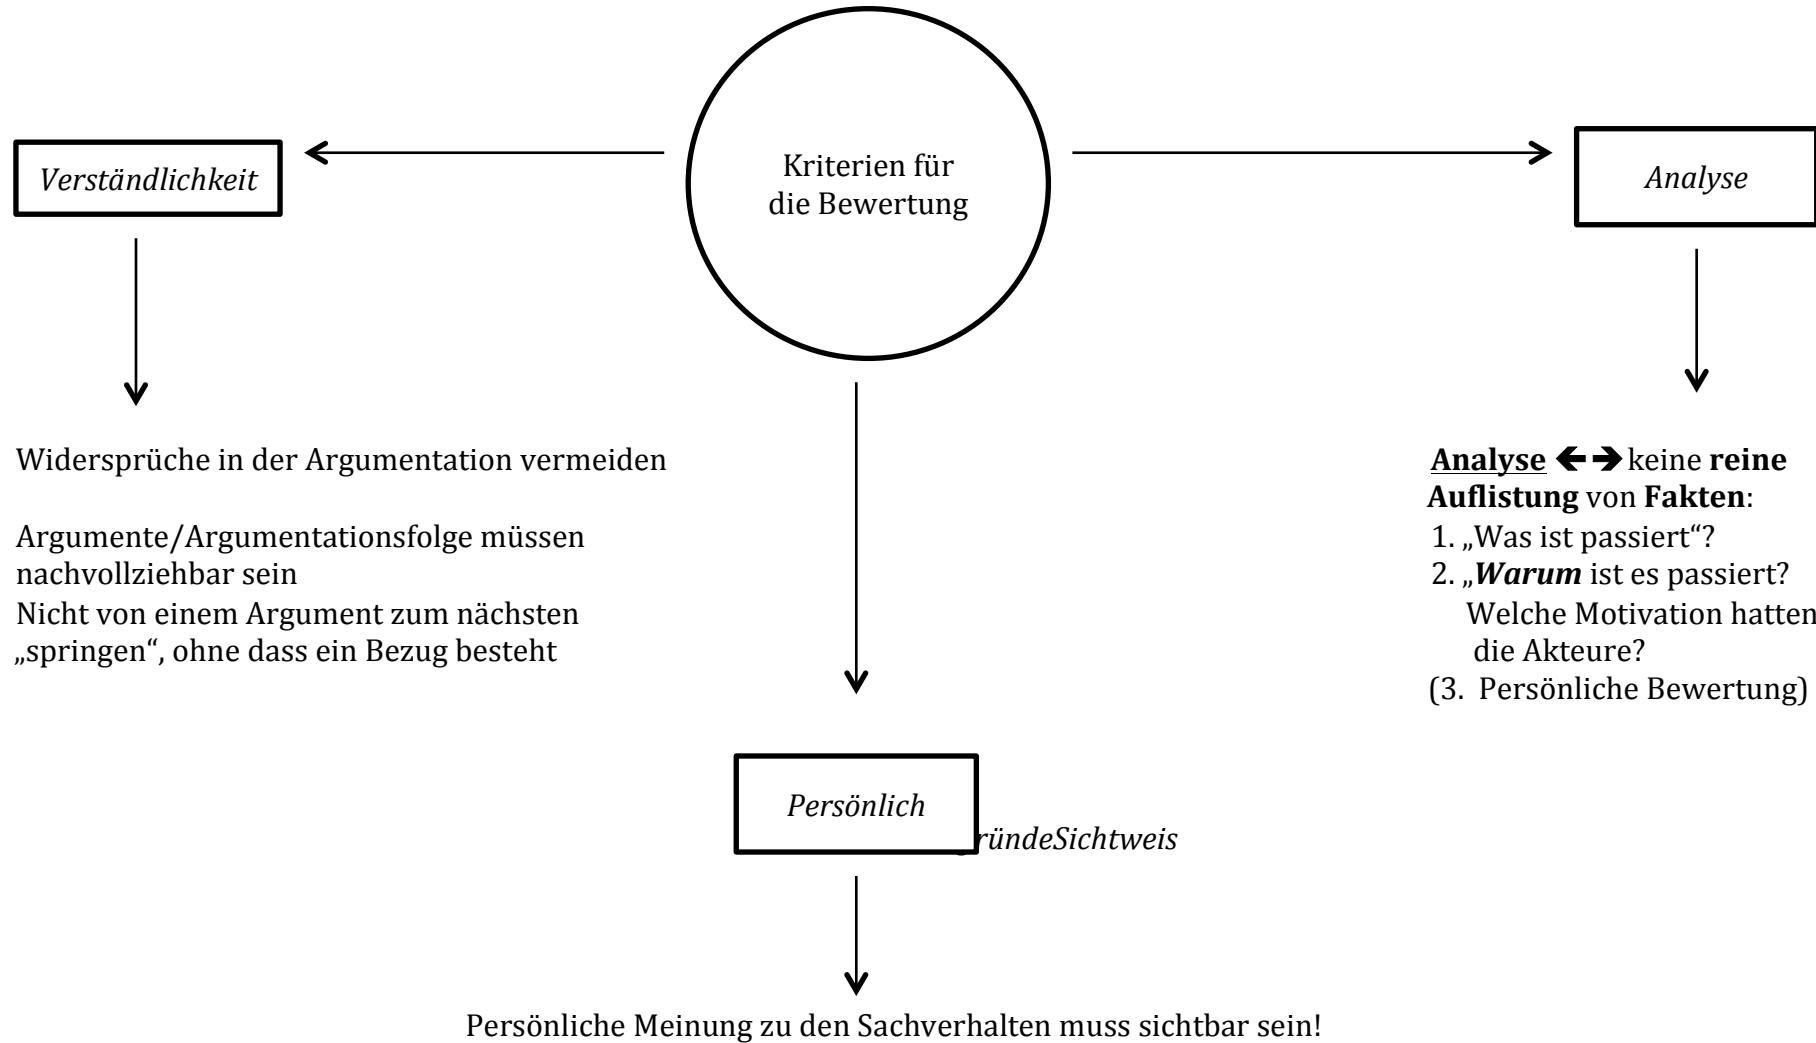 Kriterien für
die Bewertung
Verständlichkeit
Analyse
Widersprüche in der Argumentation vermeiden
Argumente/Argumentationsfolge müssen
nachvollziehbar sein
Nicht von einem Argument zum nächsten
„springen“, ohne dass ein Bezug besteht
Analyse 🡸 🡺 keine reine
Auflistung von Fakten:
1. „Was ist passiert“?
2. „Warum ist es passiert?
Welche Motivation hatten
die Akteure?
(3. Persönliche Bewertung)
Persönlich
ründeSichtweis
Persönliche Meinung zu den Sachverhalten muss sichtbar sein!